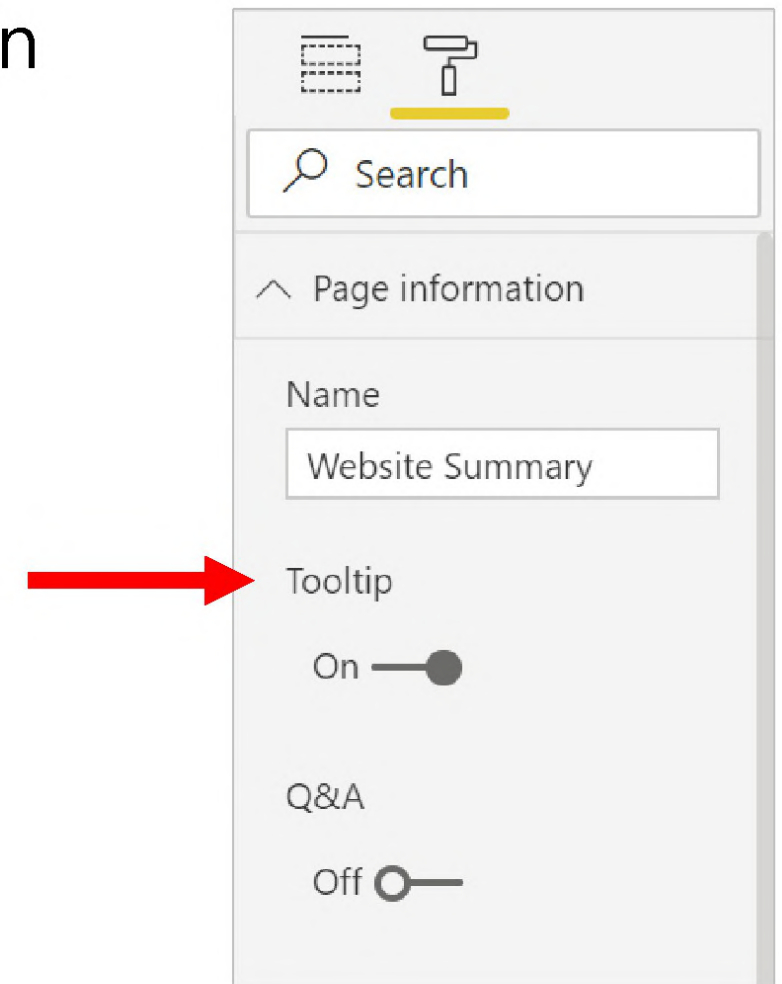 n
Search
Page information
Name
Website Summary
Tooltip
On
Q&A
Off